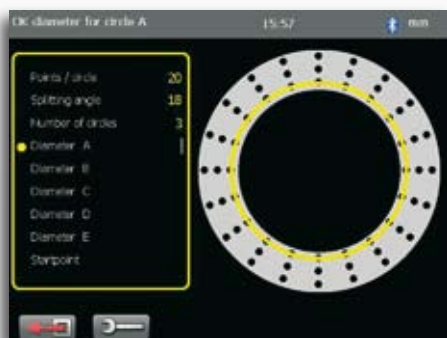 OK diameter for circle A 15:57 mm
Points / circle 20
Splitting angle 18
Number of circles 3
Diameter A
Diameter B
Diameter C
Diameter D
Diameter E
Startpoint